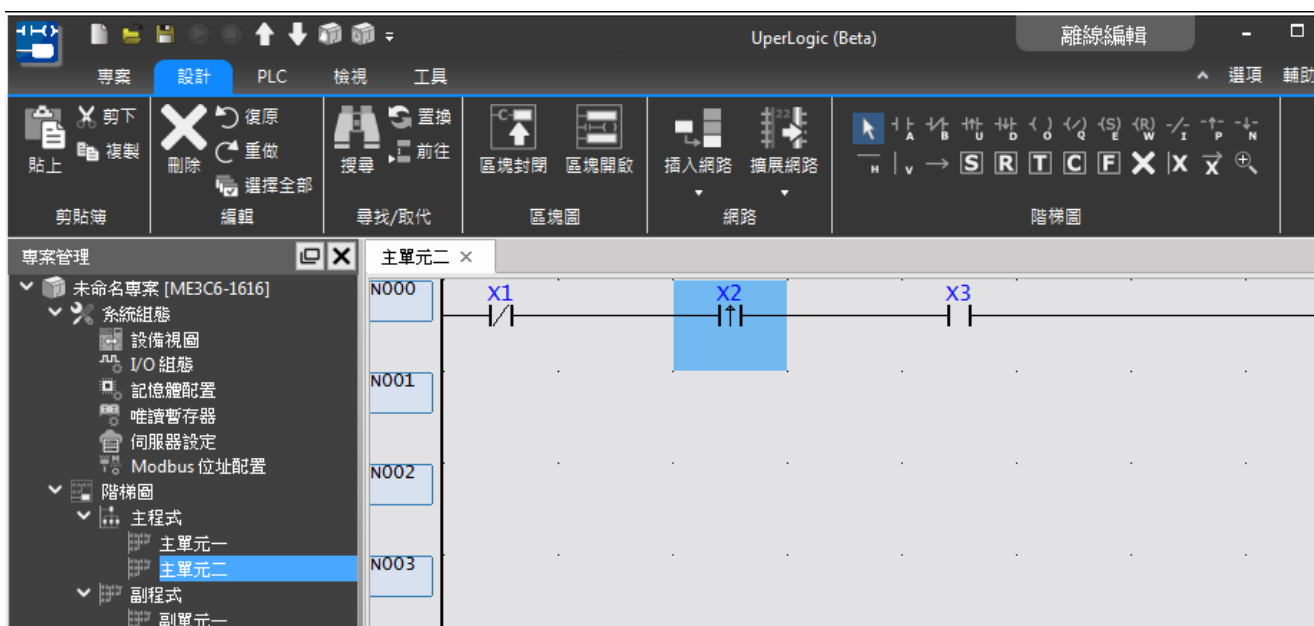 UperLogic (Beta) 離線編輯
專案 設計 PLC 檢視 工具 選項 輔助
貼上 剪下 複製 刪除 復原 重做 選擇全部 搜尋 置換 前往 區塊封閉 區塊開啟 插入網路 擴展網路
A B U D O Q (S) E (R) W I P N
H V S R T C F X X X
剪貼簿 編輯 尋找/取代 區塊圖 網路 階梯圖
專案管理
主單元二 ×
未命名專案 [ME3C6-1616]
系統組態
設備視圖
I/O 組態
記憶體配置
唯讀暫存器
伺服器設定
Modbus 位址配置
階梯圖
主程式
主單元一
主單元二
副程式
副單元一
N000 X1 X2 X3
N001
N002
N003